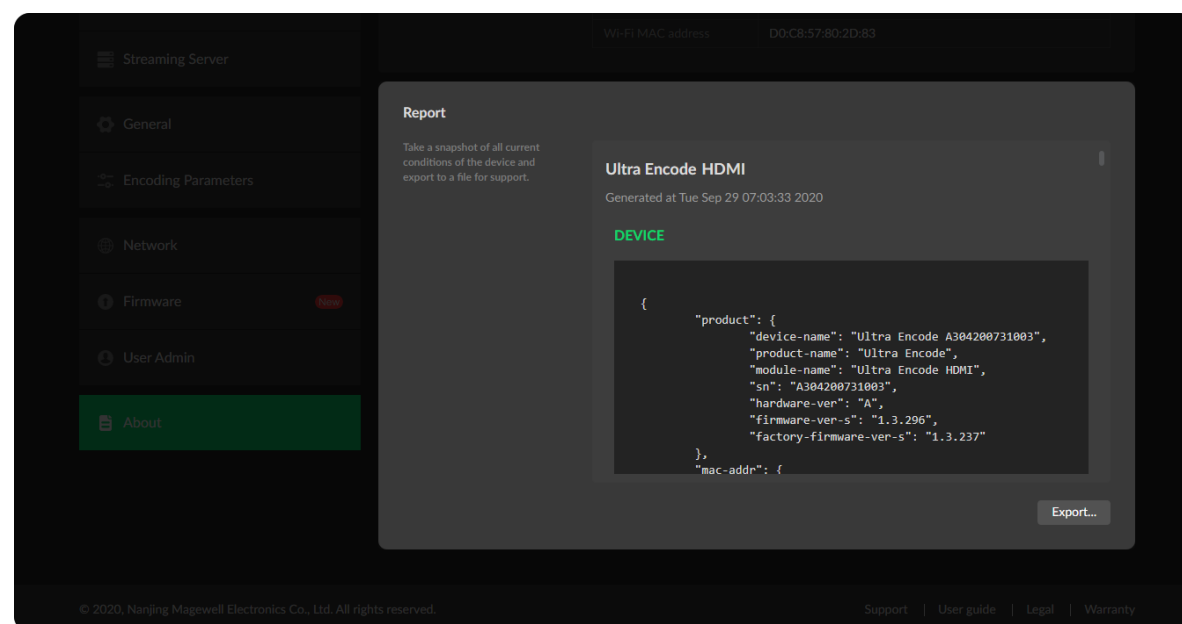 Wi-Fi MAC address D0:C8:57:80:2D:83
Streaming Server
General
Encoding Parameters
Network
Firmware New
User Admin
About
Report
Take a snapshot of all current
conditions of the device and
export to a file for support.
Ultra Encode HDMI
Generated at Tue Sep 29 07:03:33 2020
DEVICE
{
"product": {
"device-name": "Ultra Encode A304200731003",
"product-name": "Ultra Encode",
"module-name": "Ultra Encode HDMI",
"sn": "A304200731003",
"hardware-ver": "A",
"firmware-ver-s": "1.3.296",
"factory-firmware-ver-s": "1.3.237"
},
"mac-addr": {
Export...
© 2020, Nanjing Magewell Electronics Co., Ltd. All rights reserved.
Support | User guide | Legal | Warranty